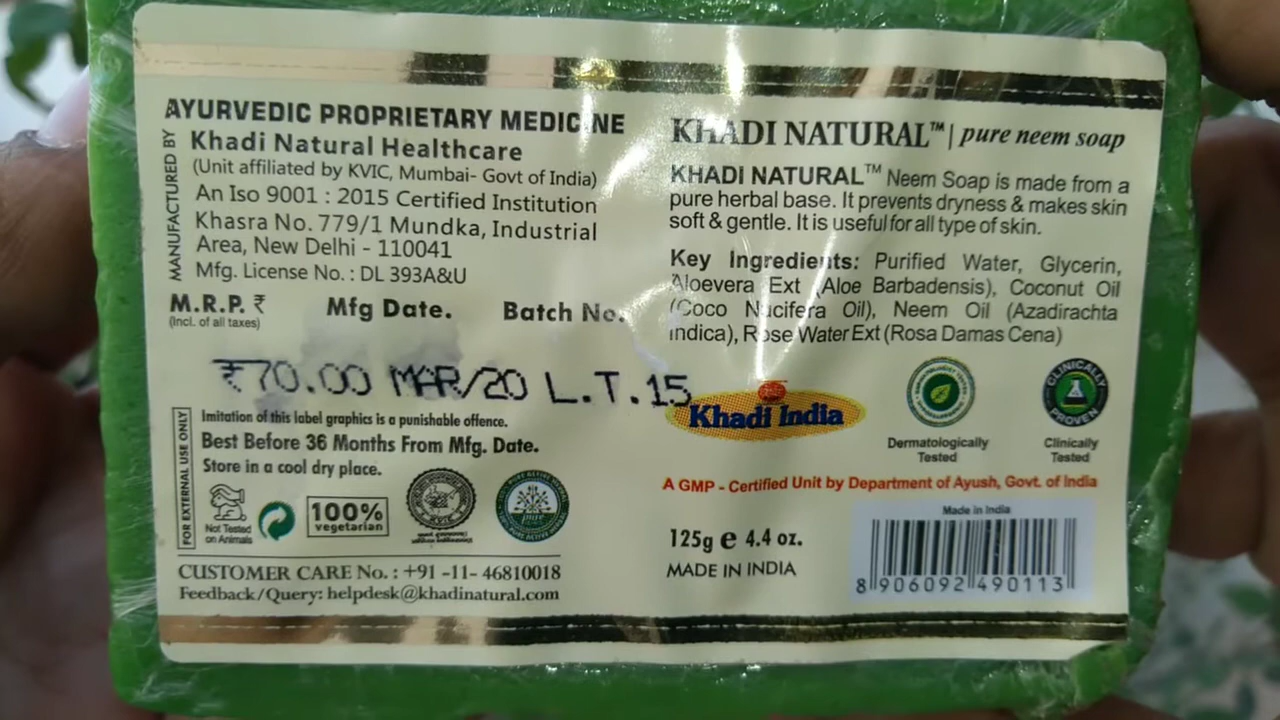 AYURVEDIC PROPRIETARY MEDICINE
MANUFACTURED BY
Khadi Natural Healthcare
(Unit affiliated by KVIC, Mumbai- Govt of India)
An Iso 9001 : 2015 Certified Institution
Khasra No. 779/1 Mundka, Industrial
Area, New Delhi - 110041
Mfg. License No. : DL 393A&U
M.R.P. ₹ Mfg Date. Batch No.
(Incl. of all taxes)
₹70.00 MAR/20 L.T.15
Imitation of this label graphics is a punishable offence.
Best Before 36 Months From Mfg. Date.
Store in a cool dry place.
FOR EXTERNAL USE ONLY
Not Tested
on Animals
100%
vegetarian
pure
CUSTOMER CARE No. : +91 -11- 46810018
Feedback/Query: helpdesk@khadinatural.com
KHADI NATURAL™ | pure neem soap
KHADI NATURAL™ Neem Soap is made from a
pure herbal base. It prevents dryness & makes skin
soft & gentle. It is useful for all type of skin.
Key Ingredients: Purified Water, Glycerin,
Aloevera Ext (Aloe Barbadensis), Coconut Oil
(Coco Nucifera Oil), Neem Oil (Azadirachta
indica), Rose Water Ext (Rosa Damas Cena)
Khadi India
Dermatologically
Tested
CLINICALLY
PROVEN
Clinically
Tested
A GMP - Certified Unit by Department of Ayush, Govt. of India
125g e 4.4 oz.
MADE IN INDIA
Made in India
8 906092 490113